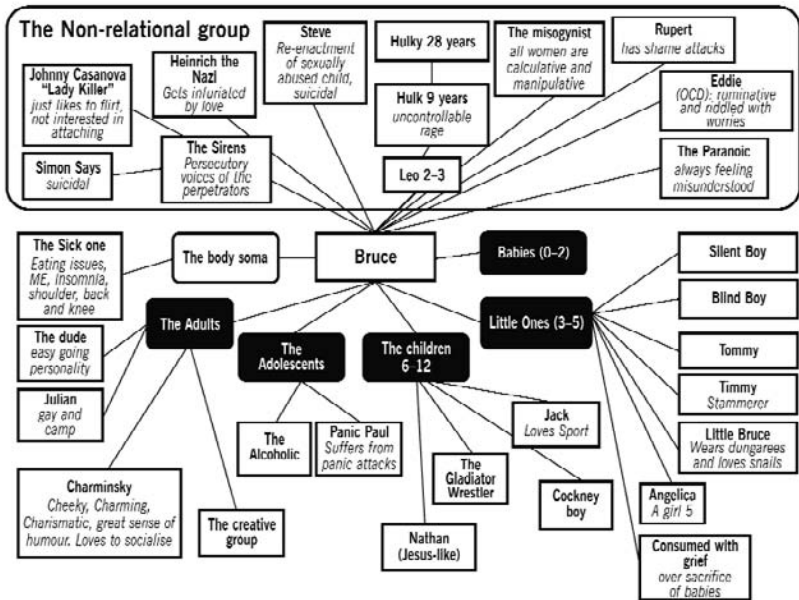 The Non-relational group
Johnny Casanova
"Lady Killer"
just likes to flirt,
not interested in
attaching
Heinrich the
Nazi
Gets infuriated
by love
Steve
Re-enactment
of sexually
abused child,
suicidal
Hulky 28 years
Hulk 9 years
uncontrollable
rage
The misogynist
all women are
calculative and
manipulative
Rupert
has shame attacks
Eddie
(OCD): ruminative
and riddled with
worries
Simon Says
suicidal
The Sirens
Persecutory
voices of the
perpetrators
Leo 2–3
The Paranoic
always feeling
misunderstood
The Sick one
Eating issues,
ME, Insomnia,
shoulder, back
and knee
The body soma
Bruce
Babies (0–2)
Silent Boy
Blind Boy
The Adults
The Adolescents
The children
6–12
Little Ones (3–5)
The dude
easy going
personality
Julian
gay and
camp
Tommy
Timmy
Stammerer
Little Bruce
Wears dungarees
and loves snails
The
Alcoholic
Panic Paul
Suffers from
panic attacks
Jack
Loves Sport
The
Gladiator
Wrestler
Cockney
boy
Angelica
A girl 5
Charminsky
Cheeky, Charming,
Charismatic, great sense of
humour. Loves to socialise
The creative
group
Nathan
(Jesus-like)
Consumed with
grief
over sacrifice
of babies